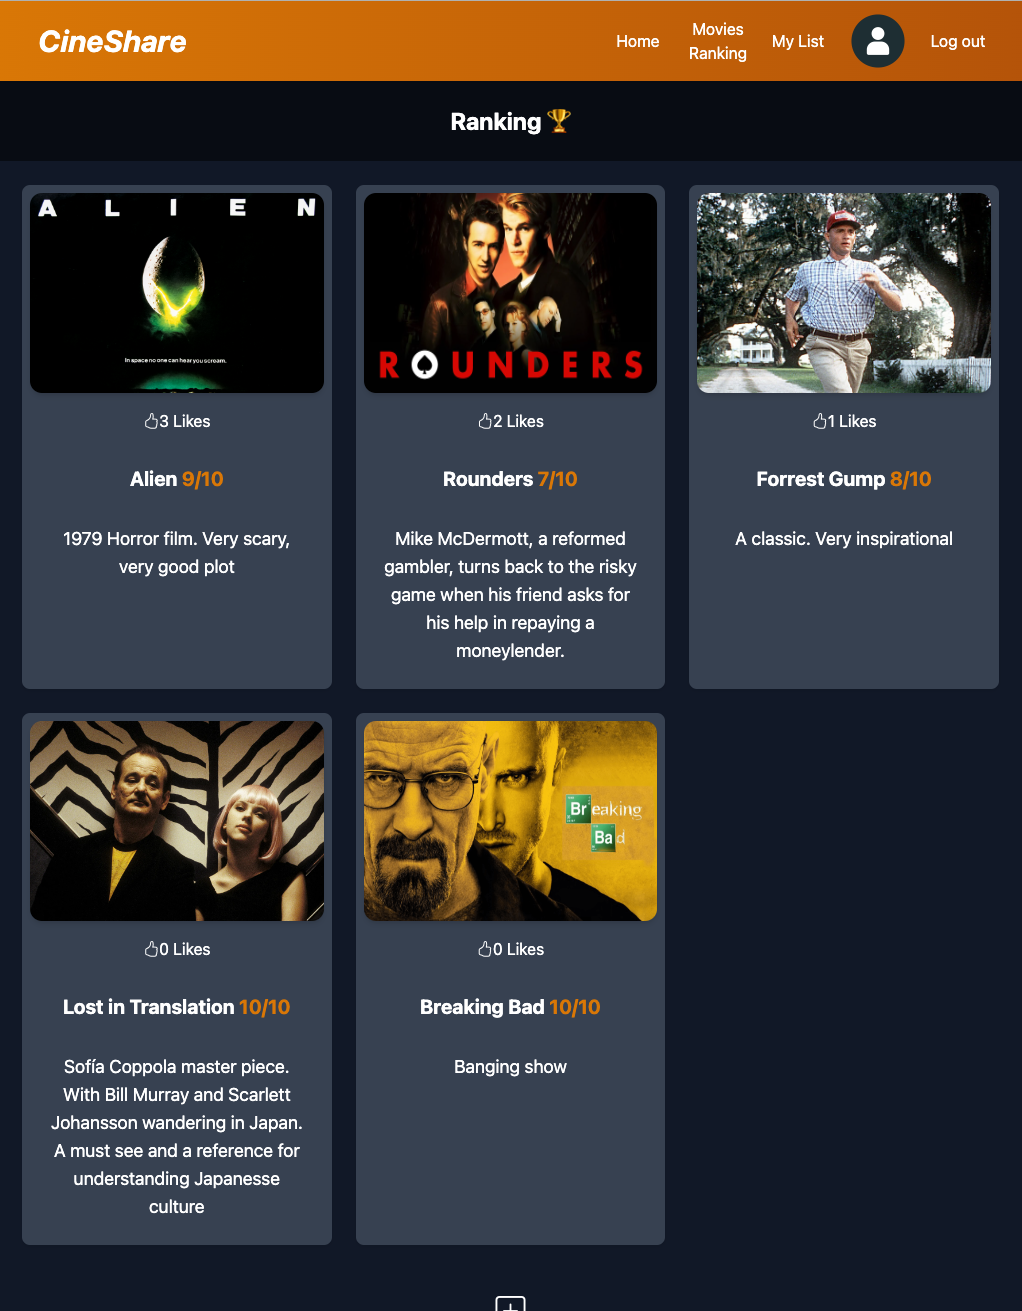 CineShare
Home
Movies
Ranking
My List
Log out
Ranking 🏆
A L I E N
In space no one can hear you scream.
3 Likes
Alien 9/10
1979 Horror film. Very scary,
very good plot
ROUNDERS
2 Likes
Rounders 7/10
Mike McDermott, a reformed
gambler, turns back to the risky
game when his friend asks for
his help in repaying a
moneylender.
1 Likes
Forrest Gump 8/10
A classic. Very inspirational
0 Likes
Lost in Translation 10/10
Sofía Coppola master piece.
With Bill Murray and Scarlett
Johansson wandering in Japan.
A must see and a reference for
understanding Japanesse
culture
Breaking
Bad
0 Likes
Breaking Bad 10/10
Banging show